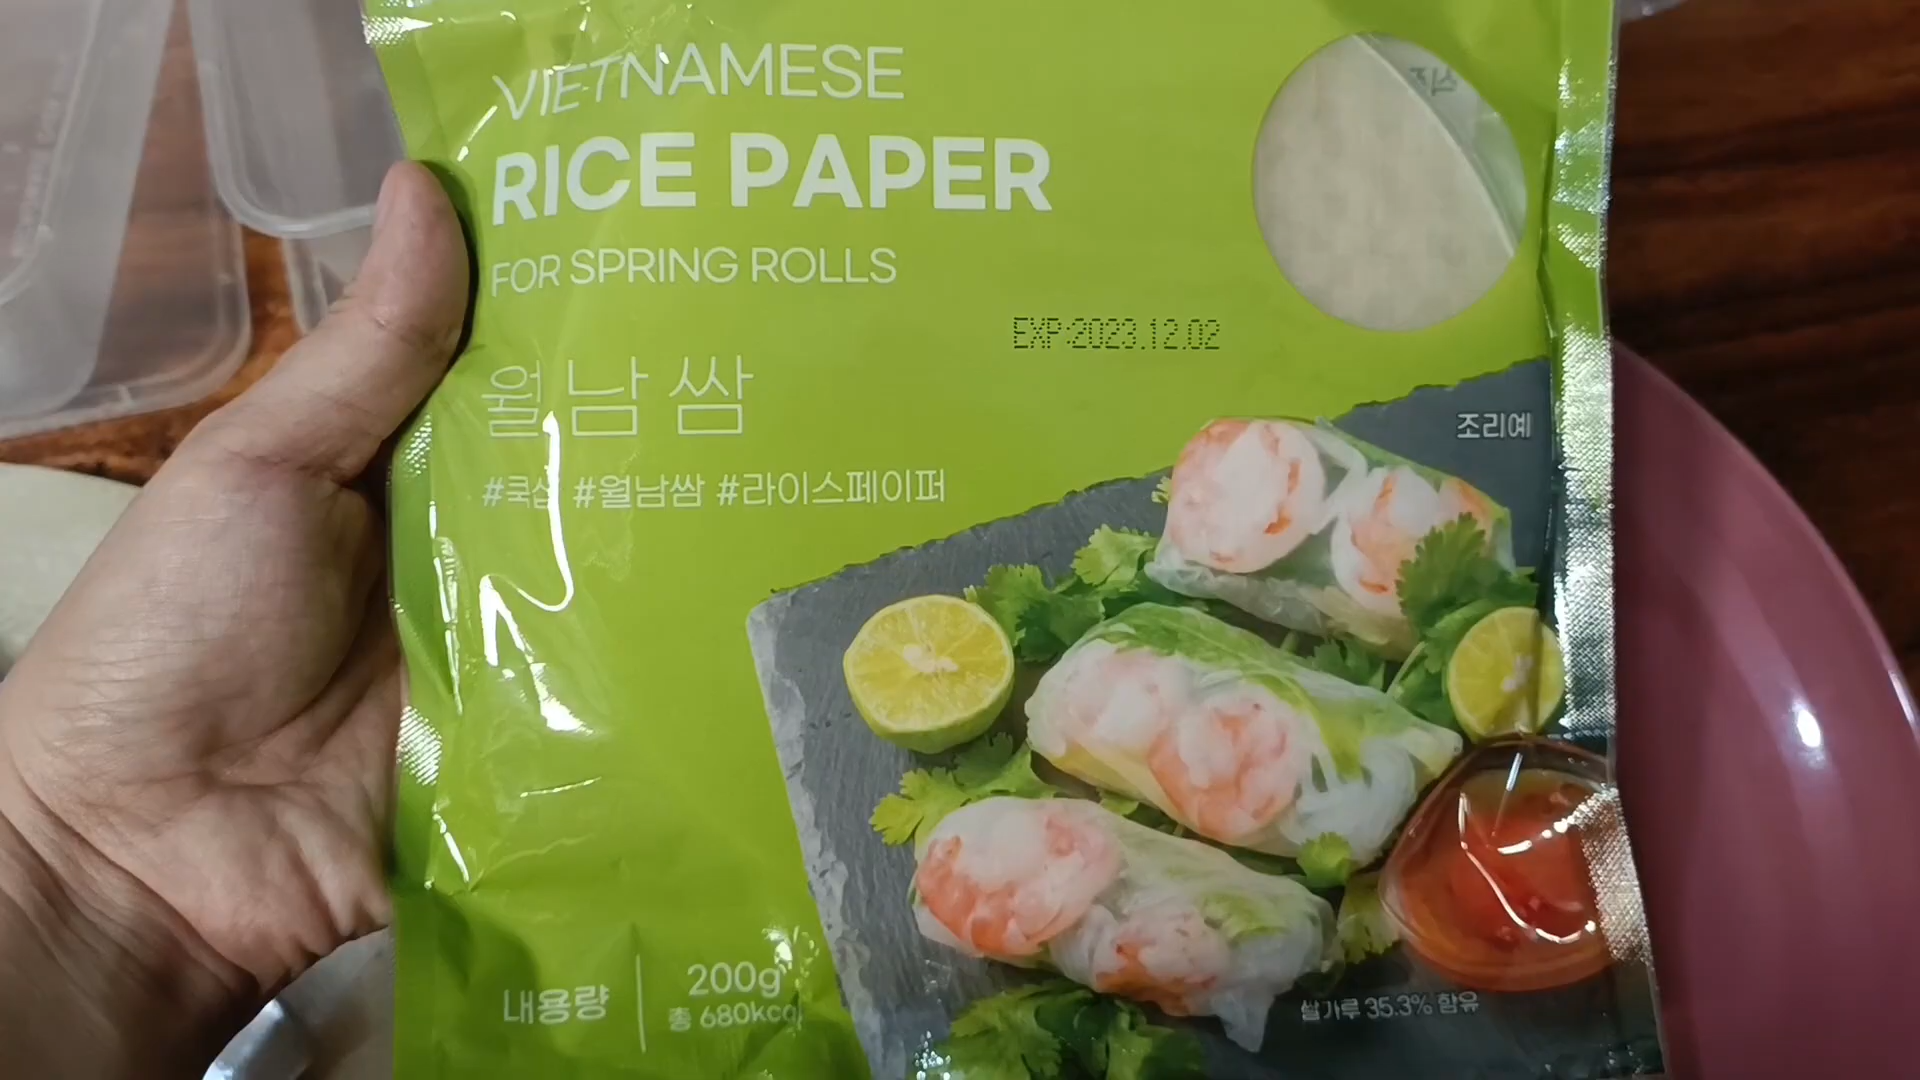 VIETNAMESE
RICE PAPER
FOR SPRING ROLLS
EXP:2023.12.02
월남쌈
조리예
#쿡샵 #월남쌈 #라이스페이퍼
내용량
200g
총 680kcal
쌀가루 35.3% 함유